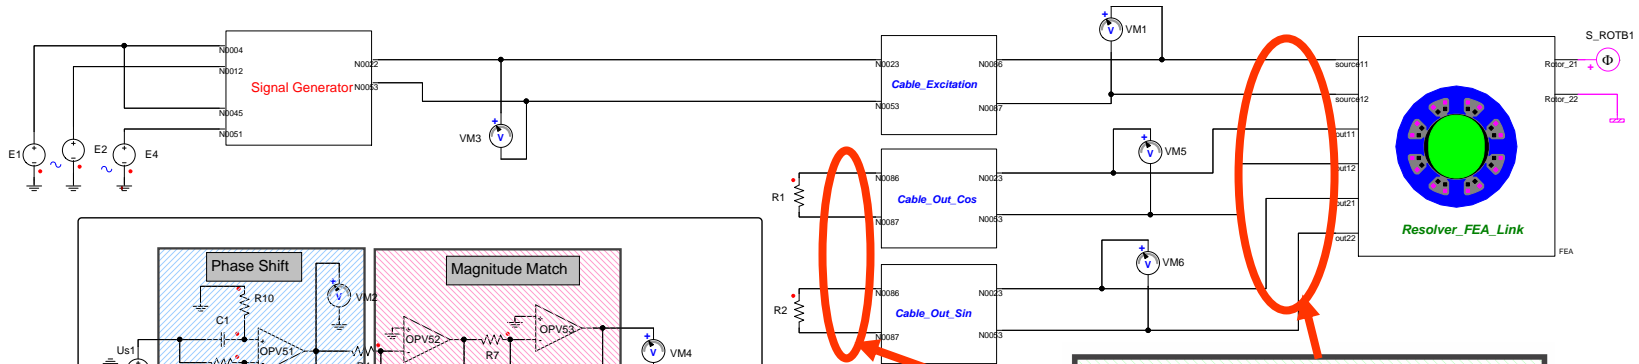 S_ROTB1
VM1
N0004
N0022
N0023
N0086
source11
Rotor_21
Φ
N0012
Signal Generator
N0053
Cable_Excitation
source12
Rotor_22
N0045
N0053
N0087
N0051
VM3
out11
E1
E2
E4
VM5
out12
R1
N0086
N0023
Cable_Out_Cos
out21
N0087
N0053
Resolver_FEA_Link
out22
FEA
Phase Shift
Magnitude Match
VM6
R10
VM2
N0086
N0023
R2
Cable_Out_Sin
C1
OPV52
OPV53
N0087
N0053
Us1
OPV51
R7
VM4